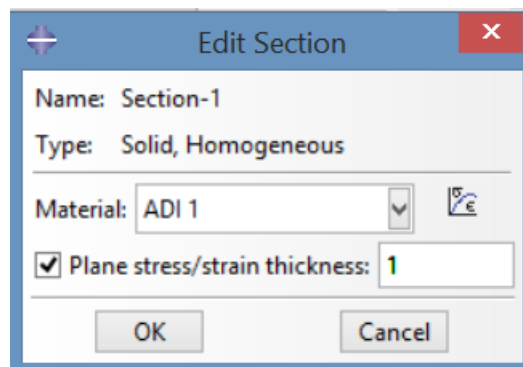 Edit Section
Name: Section-1
Type: Solid, Homogeneous
Material: ADI 1
Plane stress/strain thickness: 1
OK Cancel